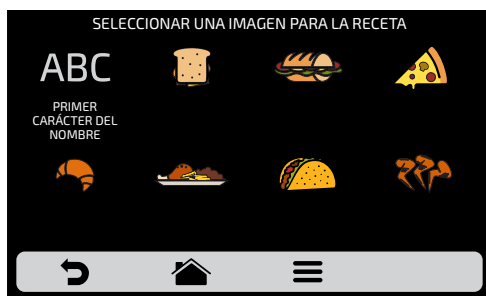 SELECCIONAR UNA IMAGEN PARA LA RECETA
ABC
PRIMER
CARÁCTER DEL
NOMBRE